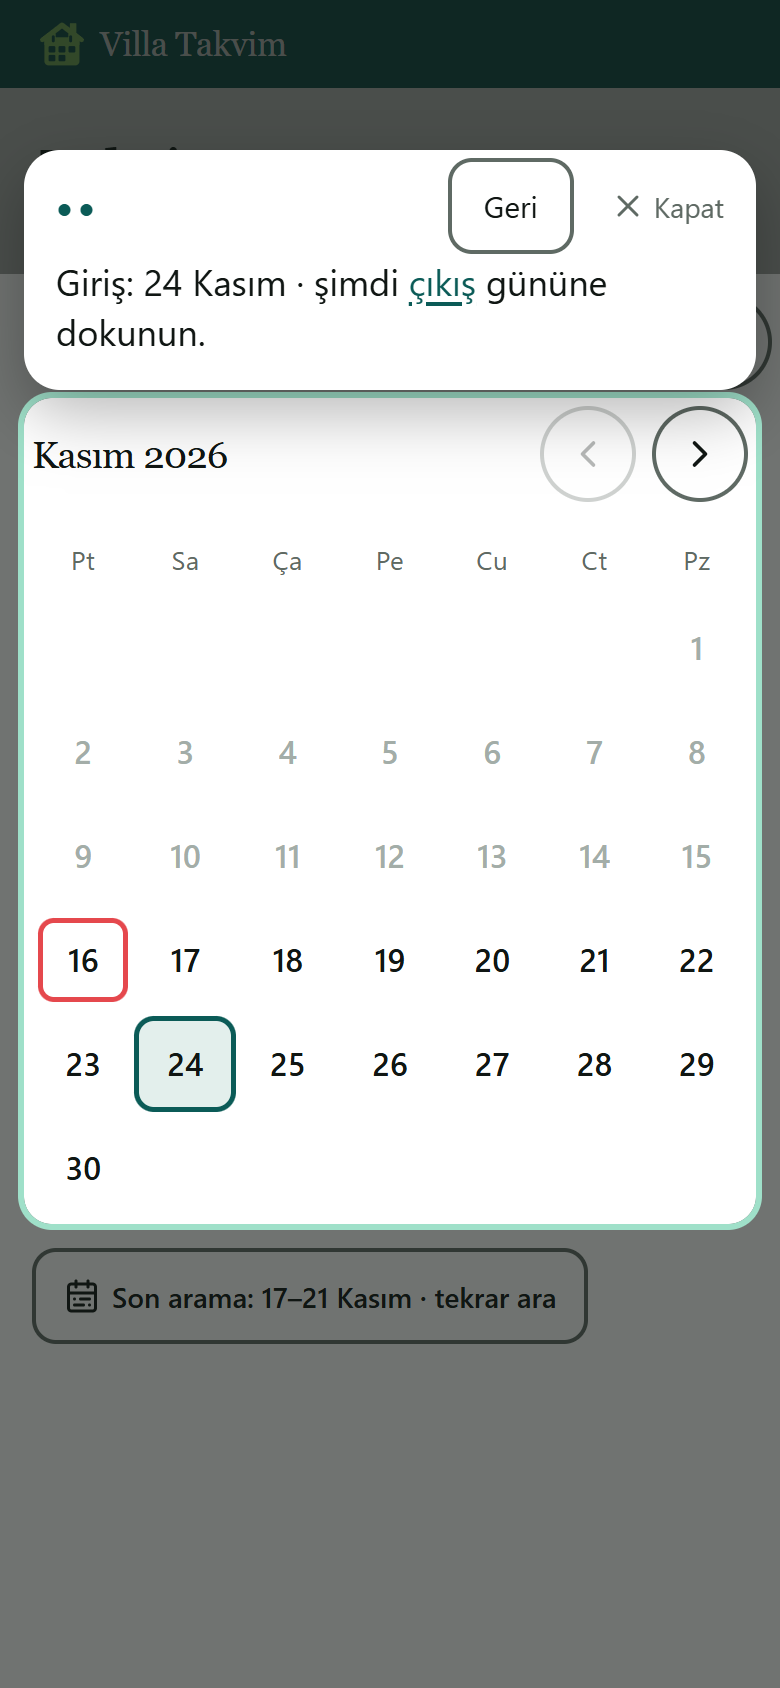 Villa Takvim
Geri
Kapat
Giriş: 24 Kasım · şimdi çıkış gününe
dokunun.
Kasım 2026
Pt Sa Ça Pe Cu Ct Pz
1
2 3 4 5 6 7 8
9 10 11 12 13 14 15
16 17 18 19 20 21 22
23 24 25 26 27 28 29
30
Son arama: 17–21 Kasım · tekrar ara